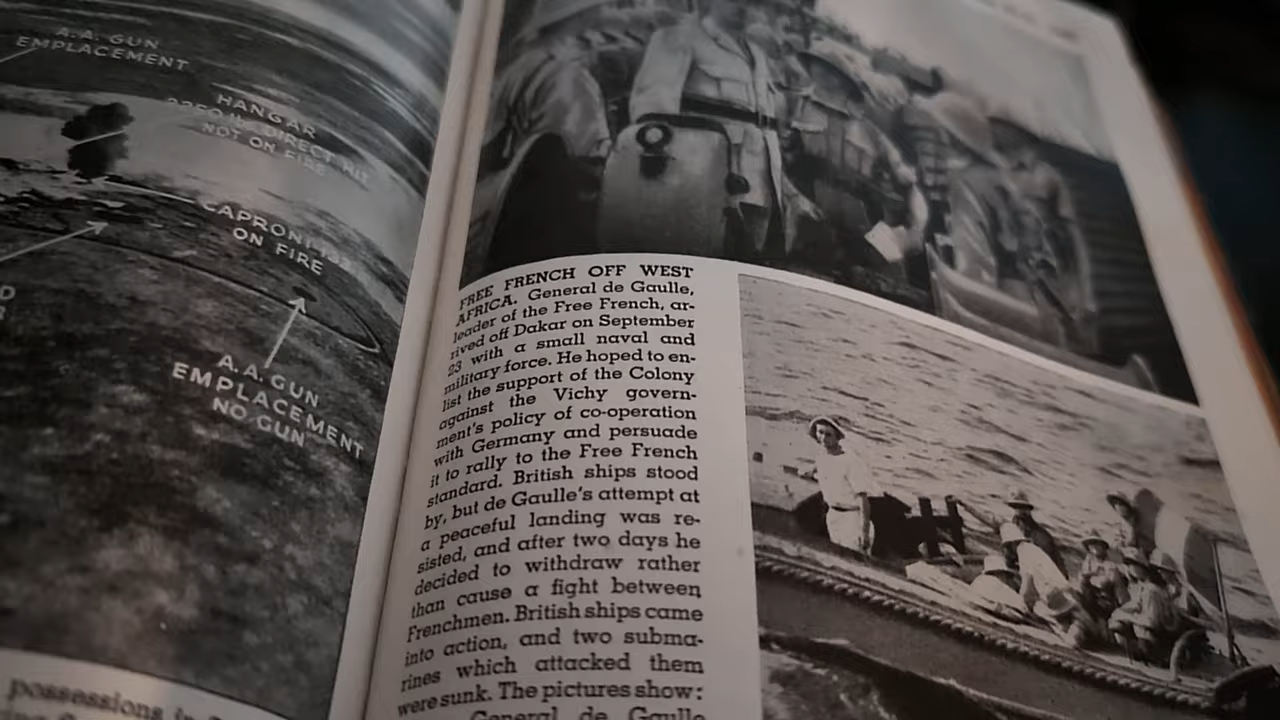 A.A. GUN
EMPLACEMENT
HANGAR
DIRECT HIT
NOT ON FIRE
CAPRONI
ON FIRE
A.A. GUN
EMPLACEMENT
NO GUN
possessions
FREE FRENCH OFF WEST
AFRICA. General de Gaulle,
leader of the Free French, ar-
rived off Dakar on September
23 with a small naval and
military force. He hoped to en-
list the support of the Colony
against the Vichy govern-
ment's policy of co-operation
with Germany and persuade
it to rally to the Free French
standard. British ships stood
by, but de Gaulle's attempt at
a peaceful landing was re-
sisted, and after two days he
decided to withdraw rather
than cause a fight between
Frenchmen. British ships came
into action, and two subma-
rines which attacked them
were sunk. The pictures show:
General de Gaulle